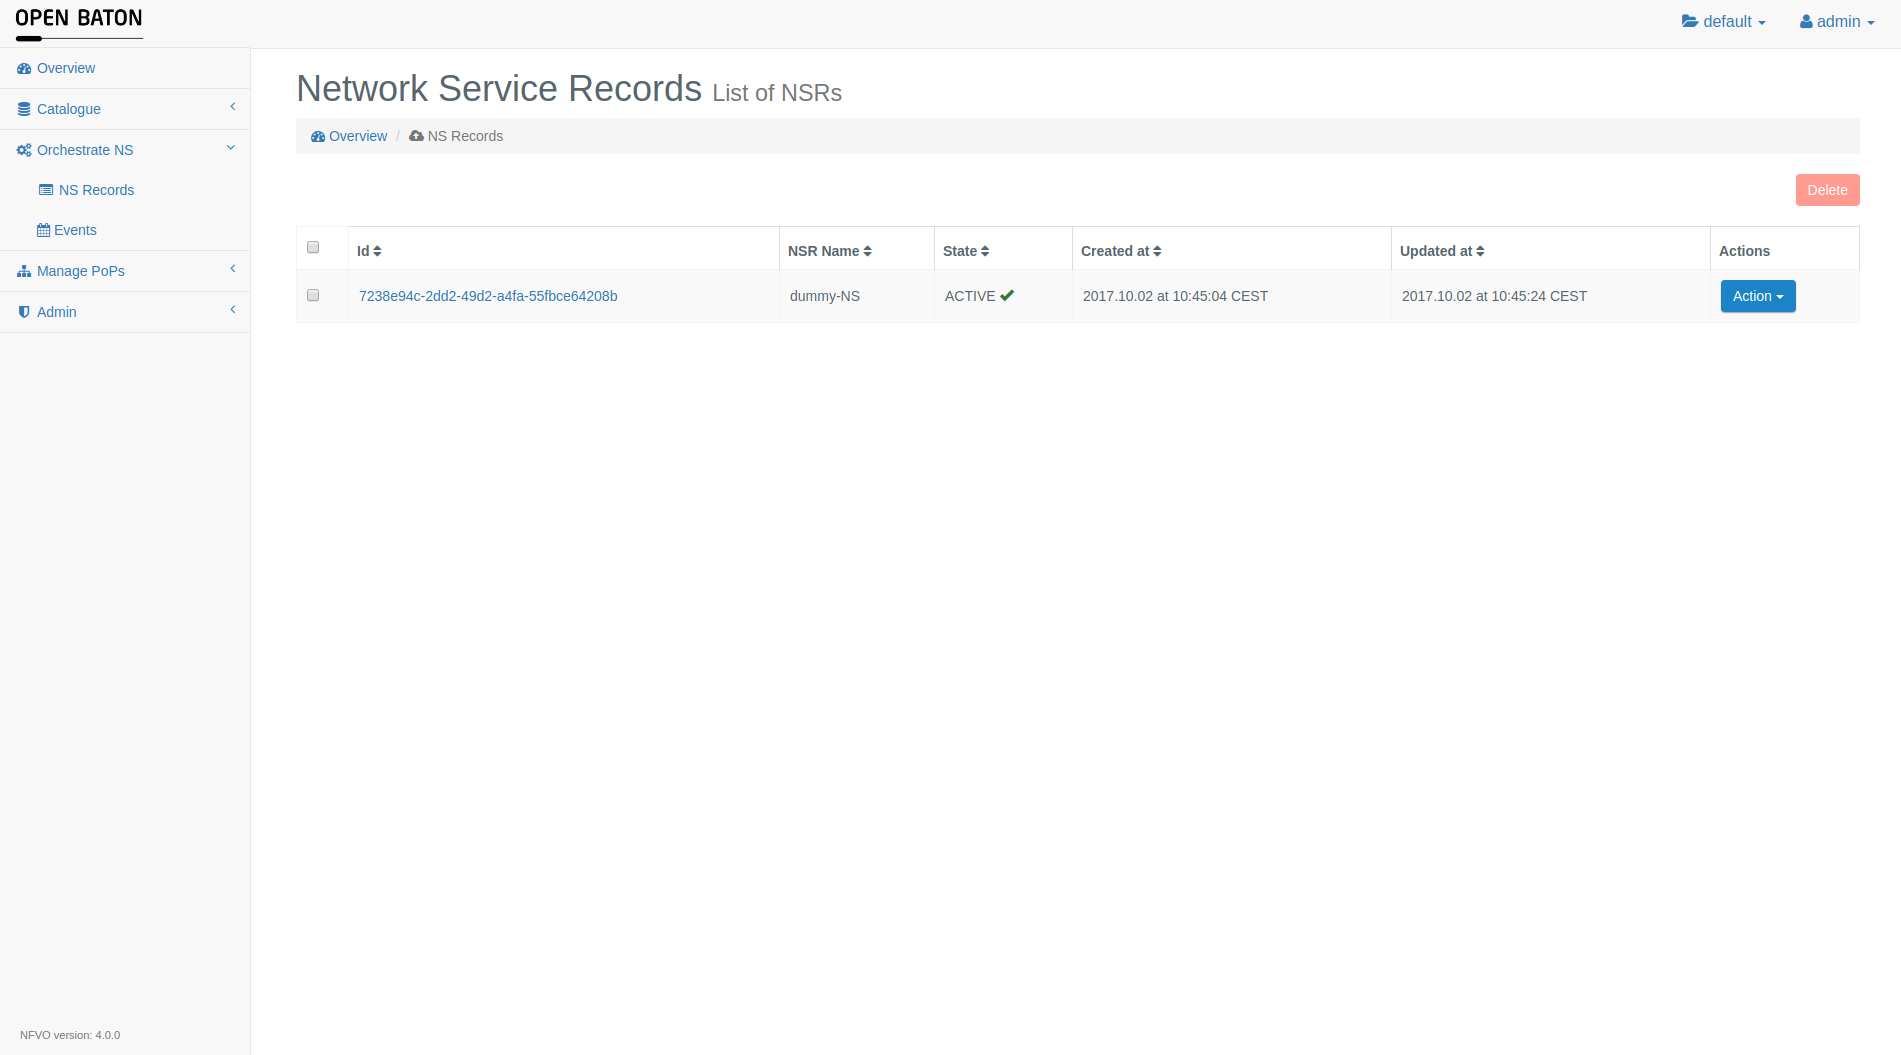 OPEN BATON
default
admin
Overview
Catalogue
Orchestrate NS
NS Records
Events
Manage PoPs
Admin
NFVO version: 4.0.0
Network Service Records List of NSRs
Overview / NS Records
Delete
Id NSR Name State Created at Updated at Actions
7238e94c-2dd2-49d2-a4fa-55fbce64208b dummy-NS ACTIVE 2017.10.02 at 10:45:04 CEST 2017.10.02 at 10:45:24 CEST Action